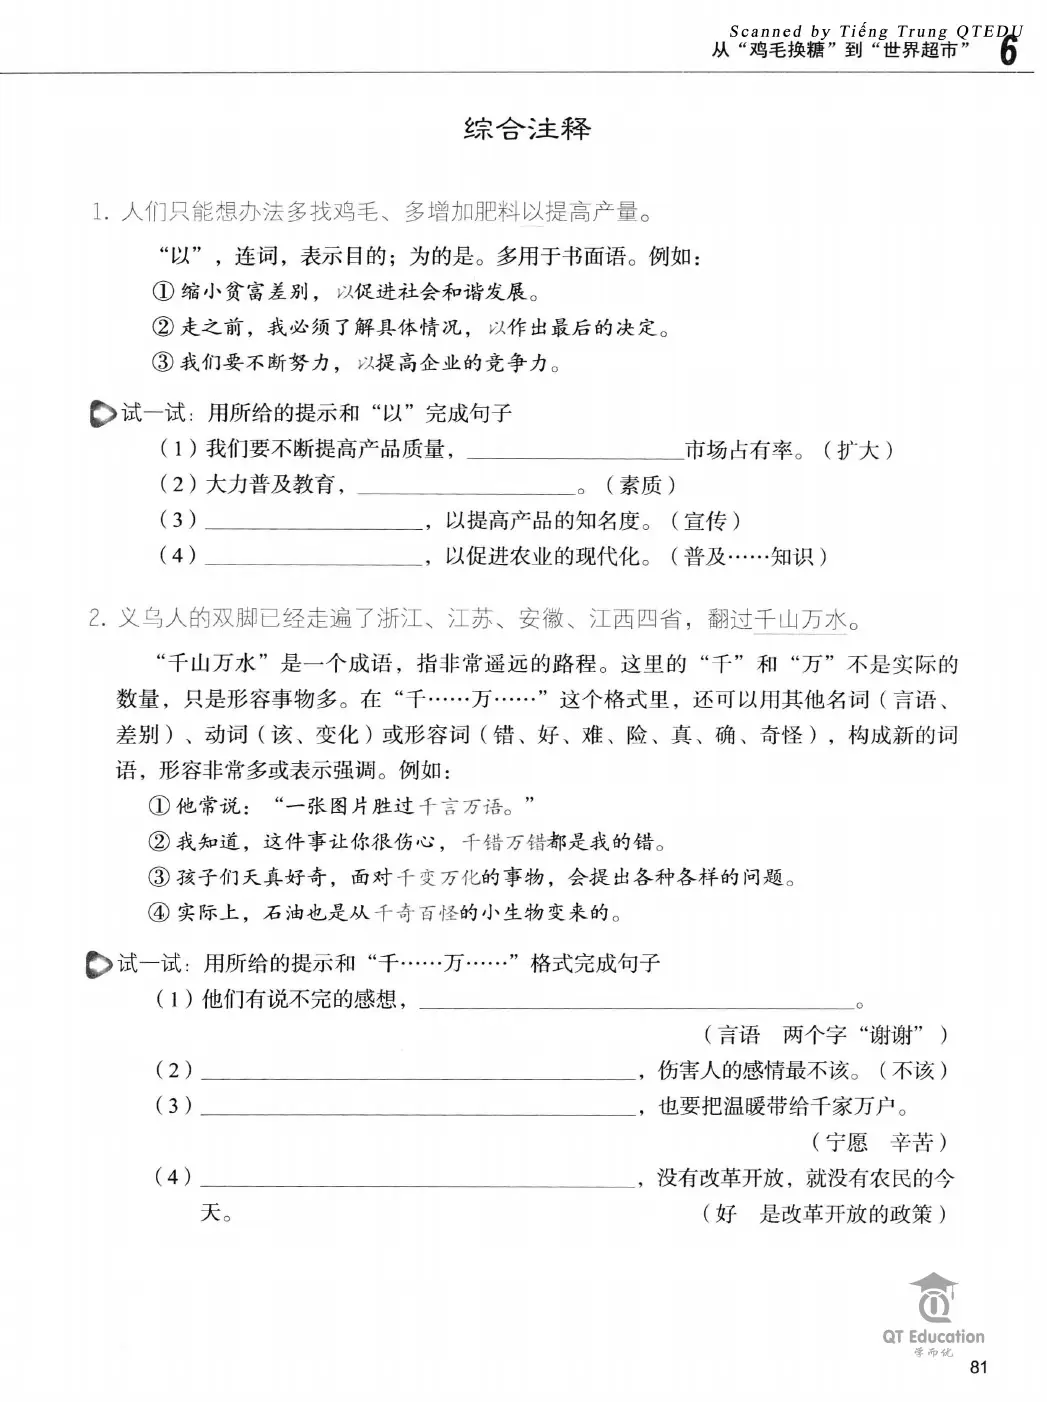 Scanned by Tiếng Trung QTEDU
从“鸡毛换糖”到“世界超市” 6
综合注释
1. 人们只能想办法多找鸡毛、多增加肥料以提高产量。
“以”，连词，表示目的；为的是。多用于书面语。例如：
① 缩小贫富差别，以促进社会和谐发展。
② 走之前，我必须了解具体情况，以作出最后的决定。
③ 我们要不断努力，以提高企业的竞争力。
试一试：用所给的提示和“以”完成句子
（1）我们要不断提高产品质量，____________________市场占有率。（扩大）
（2）大力普及教育，____________________。（素质）
（3）____________________，以提高产品的知名度。（宣传）
（4）____________________，以促进农业的现代化。（普及……知识）
2. 义乌人的双脚已经走遍了浙江、江苏、安徽、江西四省，翻过千山万水。
“千山万水”是一个成语，指非常遥远的路程。这里的“千”和“万”不是实际的
数量，只是形容事物多。在“千……万……”这个格式里，还可以用其他名词（言语、
差别）、动词（该、变化）或形容词（错、好、难、险、真、确、奇怪），构成新的词
语，形容非常多或表示强调。例如：
① 他常说：“一张图片胜过千言万语。”
② 我知道，这件事让你很伤心，千错万错都是我的错。
③ 孩子们天真好奇，面对千变万化的事物，会提出各种各样的问题。
④ 实际上，石油也是从千奇百怪的小生物变来的。
试一试：用所给的提示和“千……万……”格式完成句子
（1）他们有说不完的感想，________________________________________。
（言语 两个字“谢谢”）
（2）________________________________________，伤害人的感情最不该。（不该）
（3）________________________________________，也要把温暖带给千家万户。
（宁愿 辛苦）
（4）________________________________________，没有改革开放，就没有农民的今
天。 （好 是改革开放的政策）
QT Education
学而优
81